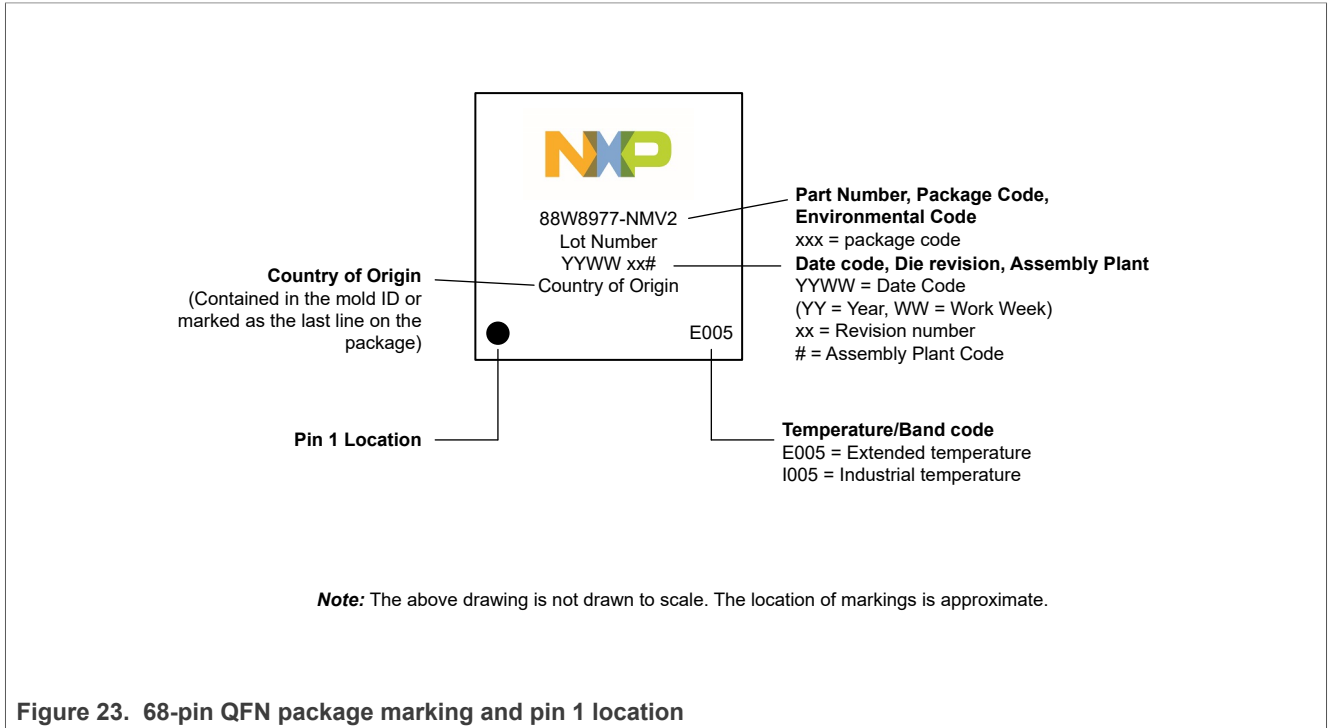 NXP
88W8977-NMV2
Lot Number
YYWW xx#
Country of Origin
E005
Country of Origin
(Contained in the mold ID or
marked as the last line on the
package)
Pin 1 Location
Part Number, Package Code,
Environmental Code
xxx = package code
Date code, Die revision, Assembly Plant
YYWW = Date Code
(YY = Year, WW = Work Week)
xx = Revision number
# = Assembly Plant Code
Temperature/Band code
E005 = Extended temperature
I005 = Industrial temperature
Note: The above drawing is not drawn to scale. The location of markings is approximate.
Figure 23. 68-pin QFN package marking and pin 1 location